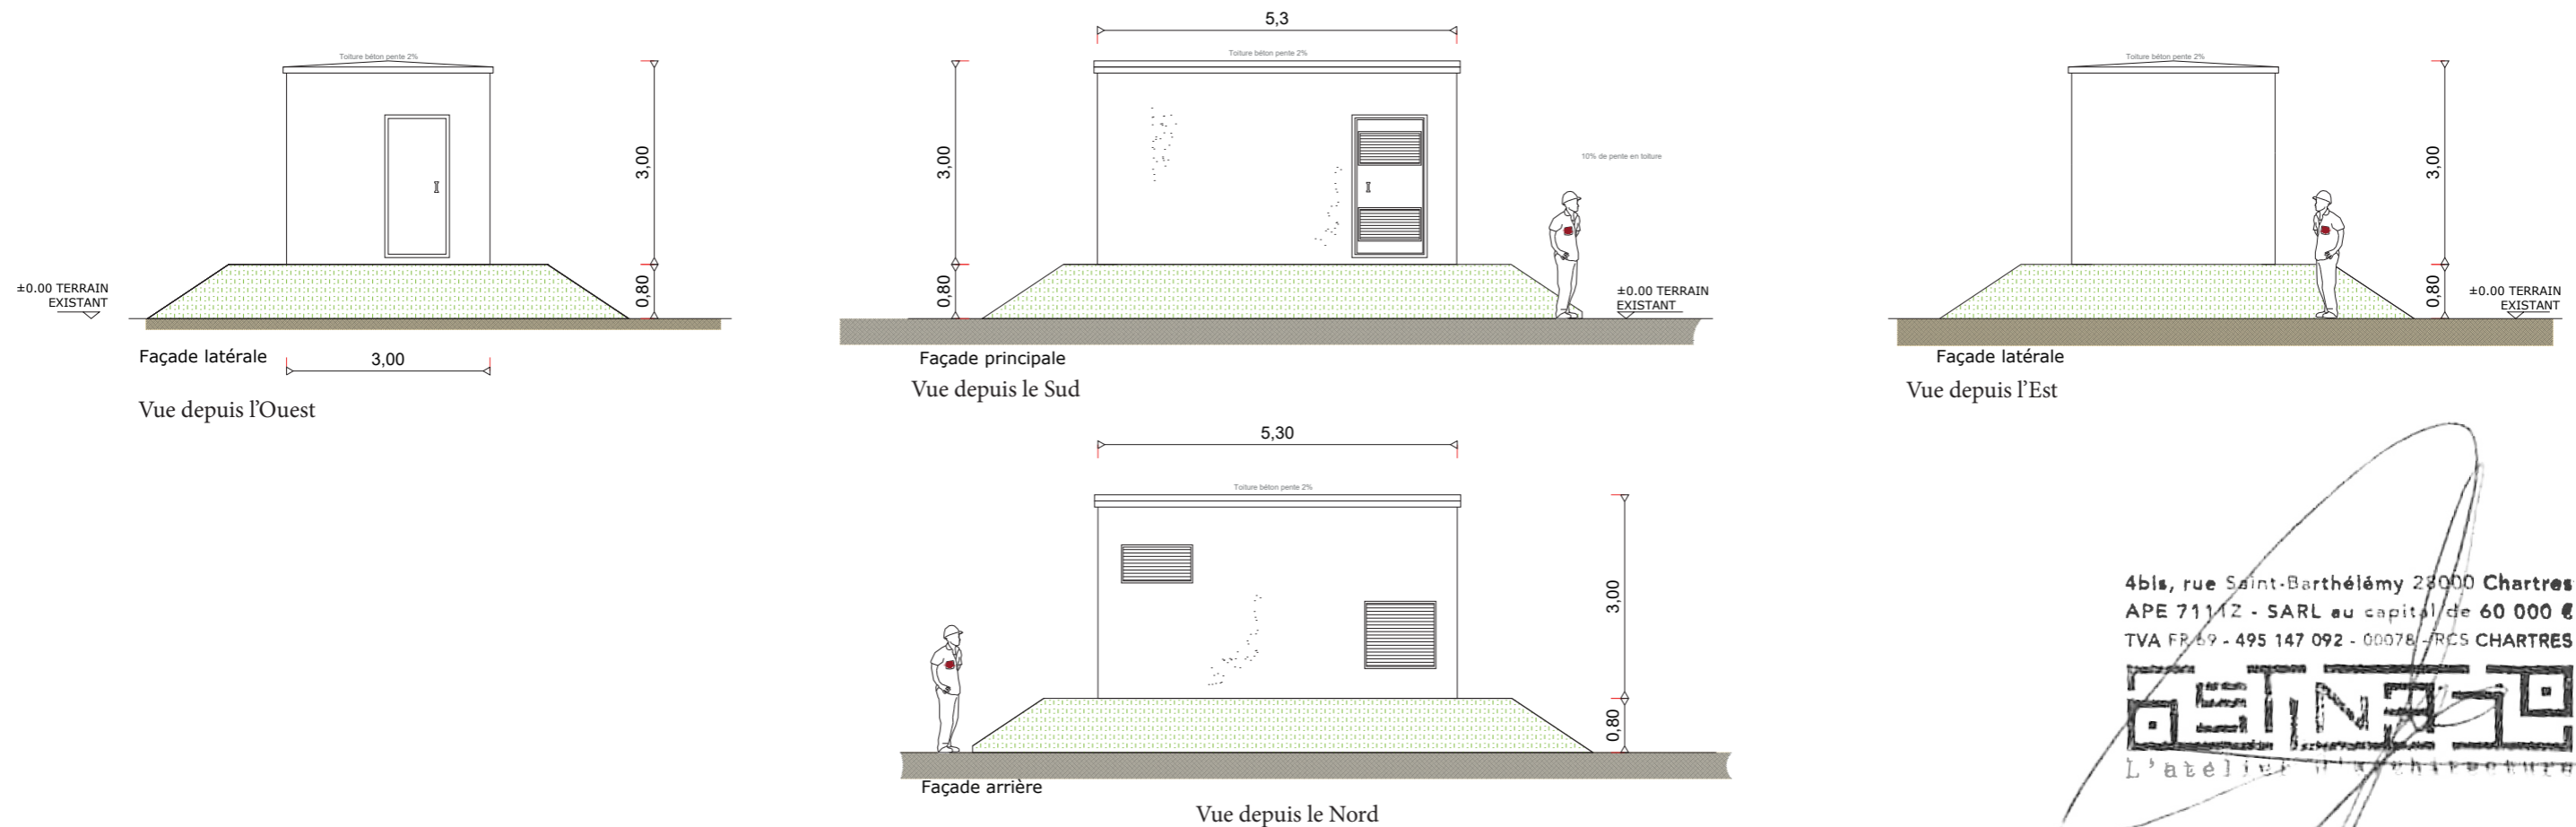 Toiture béton pente 2%
3,00
0,80
±0.00 TERRAIN
EXISTANT
Façade latérale
3,00
Vue depuis l'Ouest
5,3
Toiture béton pente 2%
3,00
0,80
10% de pente en toiture
±0.00 TERRAIN
EXISTANT
Façade principale
Vue depuis le Sud
Toiture béton pente 2%
3,00
0,80
±0.00 TERRAIN
EXISTANT
Façade latérale
Vue depuis l'Est
5,30
Toiture béton pente 2%
3,00
0,80
Façade arrière
Vue depuis le Nord
4bis, rue Saint-Barthélémy 28000 Chartres
APE 7111Z - SARL au capital de 60 000 €
TVA FR 69 - 495 147 092 - 00078 - RCS CHARTRES
L'atelier d'architecture